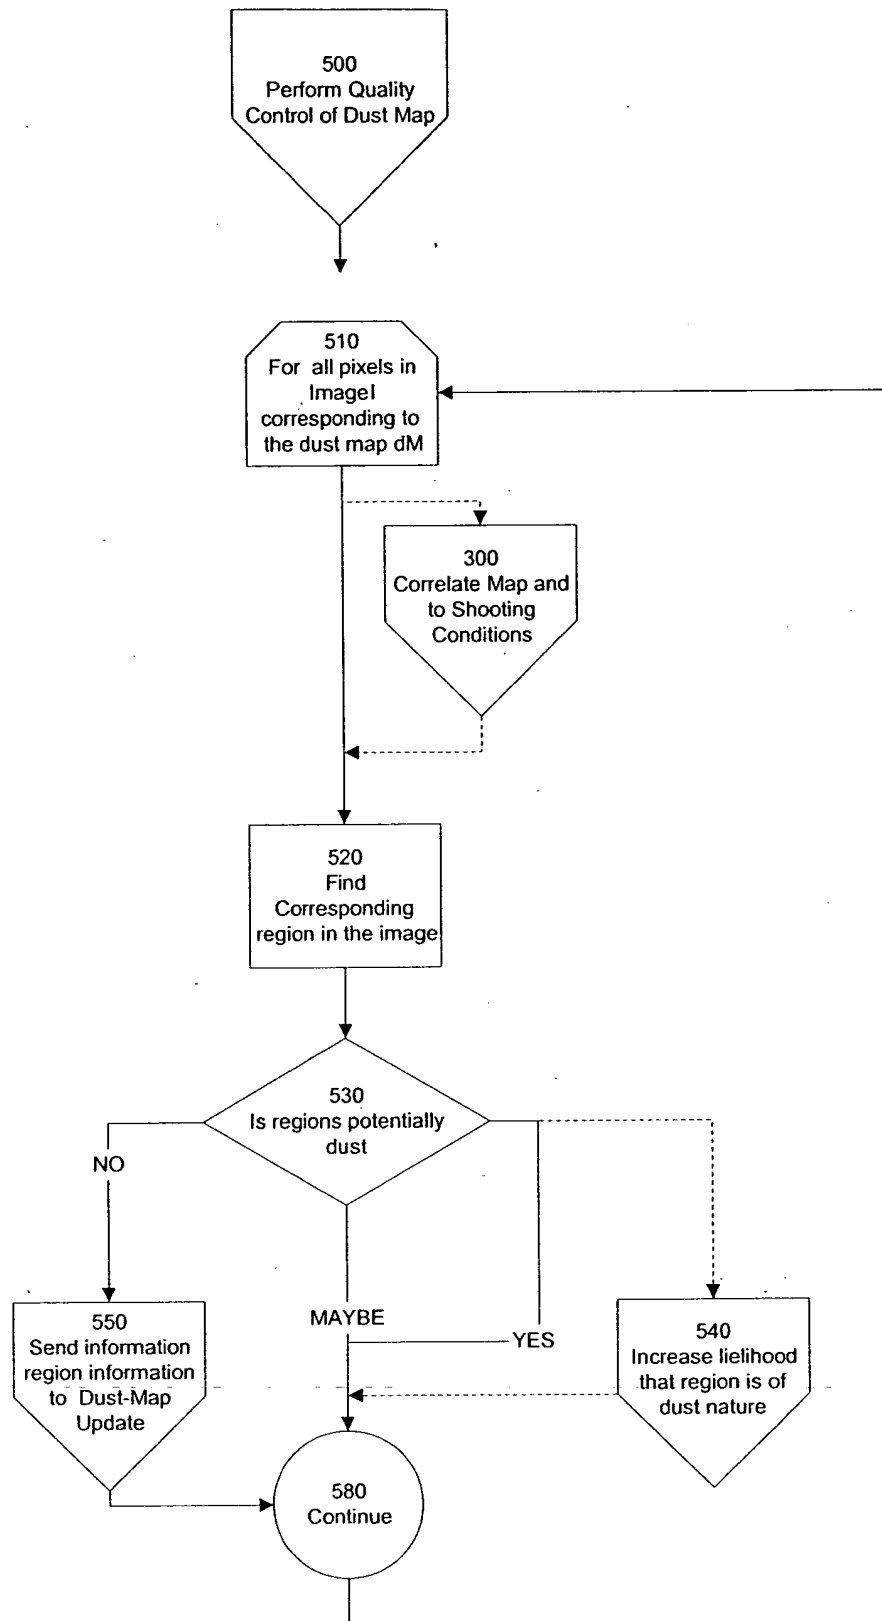 500
Perform Quality
Control of Dust Map
510
For all pixels in
ImageI
corresponding to
the dust map dM
300
Correlate Map and
to Shooting
Conditions
520
Find
Corresponding
region in the image
530
Is regions potentially
dust
NO
MAYBE
YES
550
Send information
region information
to Dust-Map
Update
540
Increase lielihood
that region is of
dust nature
580
Continue